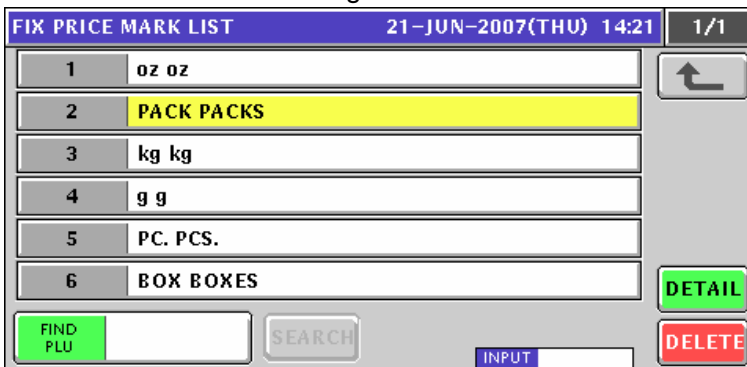 FIX PRICE MARK LIST 21-JUN-2007(THU) 14:21 1/1
1 oz oz
2 PACK PACKS
3 kg kg
4 g g
5 PC. PCS.
6 BOX BOXES
DETAIL
FIND PLU SEARCH
DELETE
INPUT